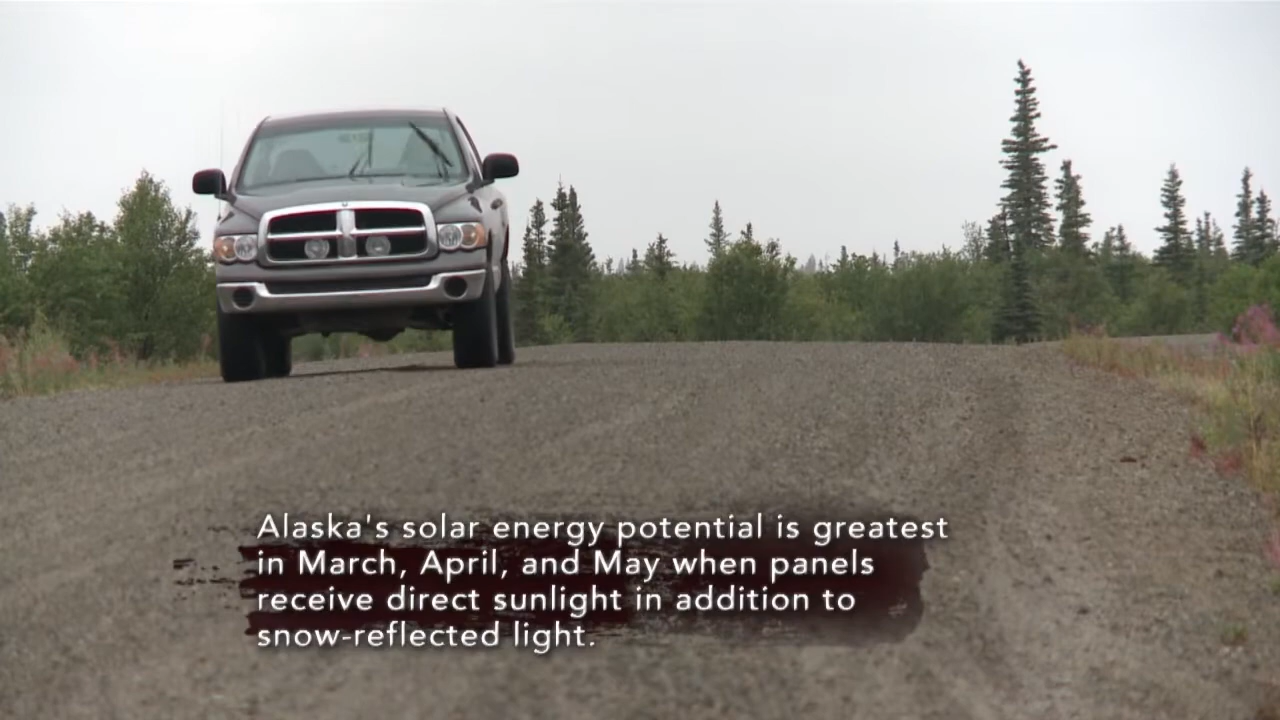 Alaska's solar energy potential is greatest
in March, April, and May when panels
receive direct sunlight in addition to
snow-reflected light.